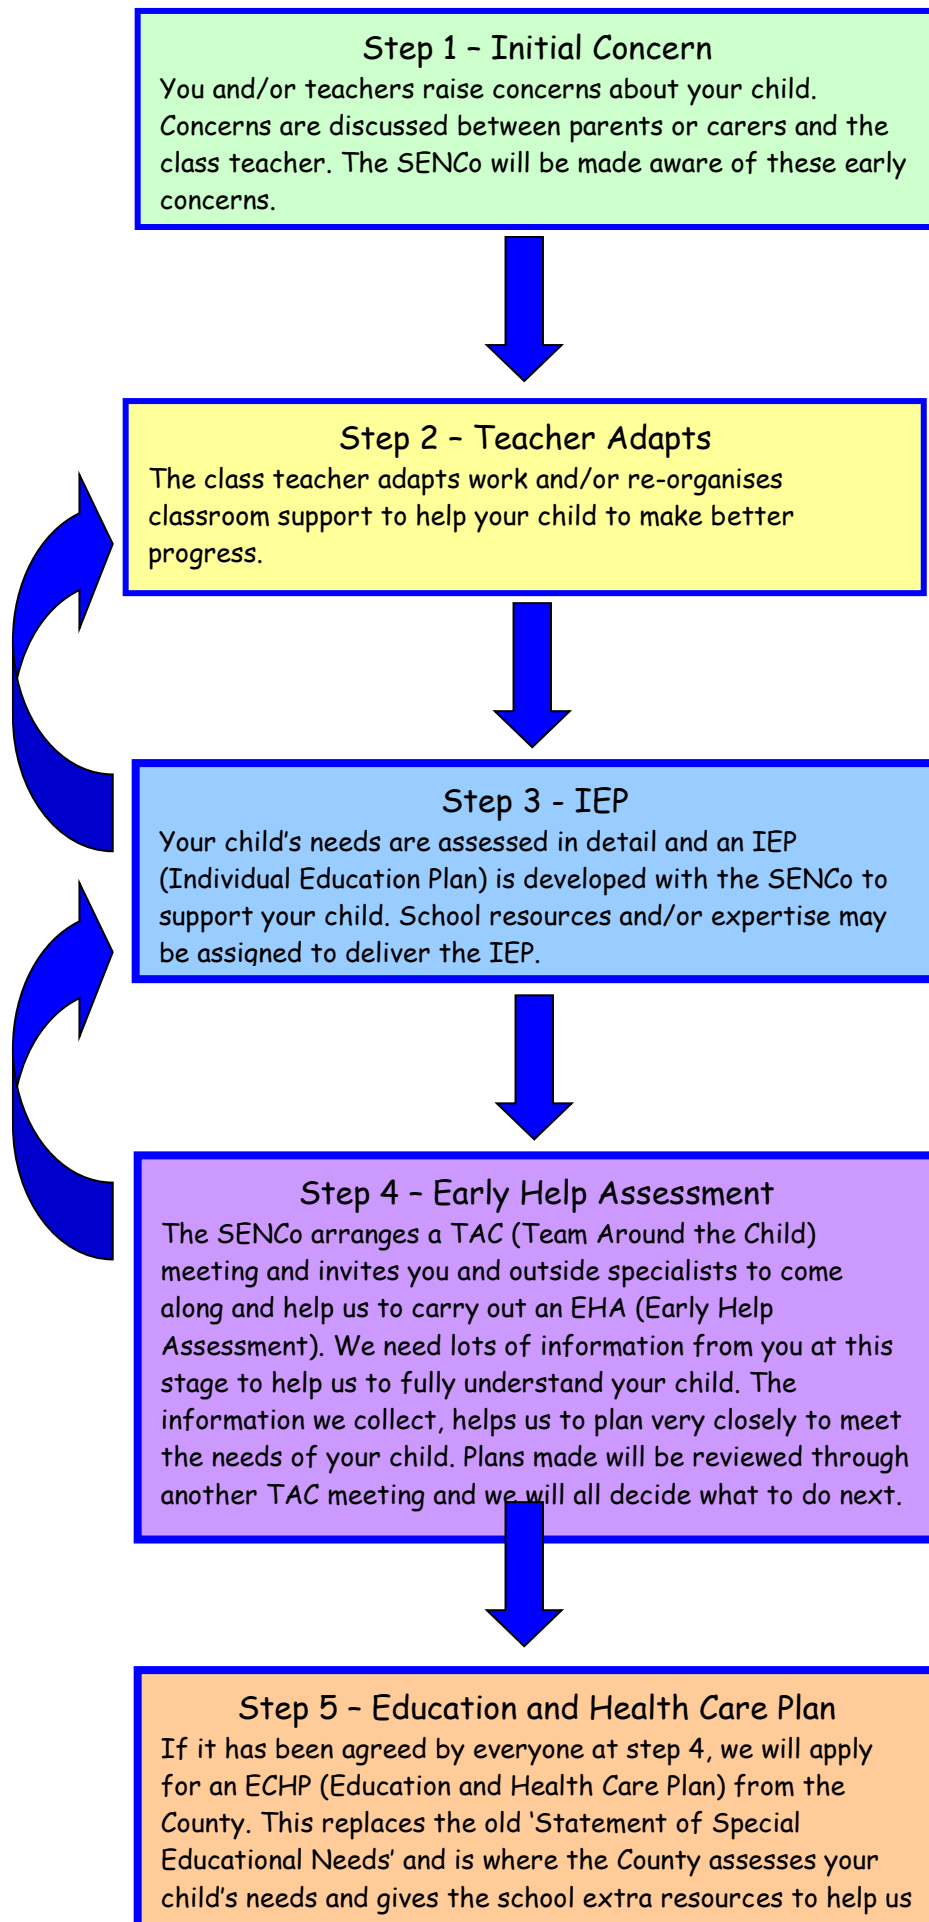 Step 1 – Initial Concern
You and/or teachers raise concerns about your child.
Concerns are discussed between parents or carers and the
class teacher. The SENCo will be made aware of these early
concerns.
Step 2 – Teacher Adapts
The class teacher adapts work and/or re-organises
classroom support to help your child to make better
progress.
Step 3 - IEP
Your child’s needs are assessed in detail and an IEP
(Individual Education Plan) is developed with the SENCo to
support your child. School resources and/or expertise may
be assigned to deliver the IEP.
Step 4 – Early Help Assessment
The SENCo arranges a TAC (Team Around the Child)
meeting and invites you and outside specialists to come
along and help us to carry out an EHA (Early Help
Assessment). We need lots of information from you at this
stage to help us to fully understand your child. The
information we collect, helps us to plan very closely to meet
the needs of your child. Plans made will be reviewed through
another TAC meeting and we will all decide what to do next.
Step 5 – Education and Health Care Plan
If it has been agreed by everyone at step 4, we will apply
for an ECHP (Education and Health Care Plan) from the
County. This replaces the old ‘Statement of Special
Educational Needs’ and is where the County assesses your
child’s needs and gives the school extra resources to help us